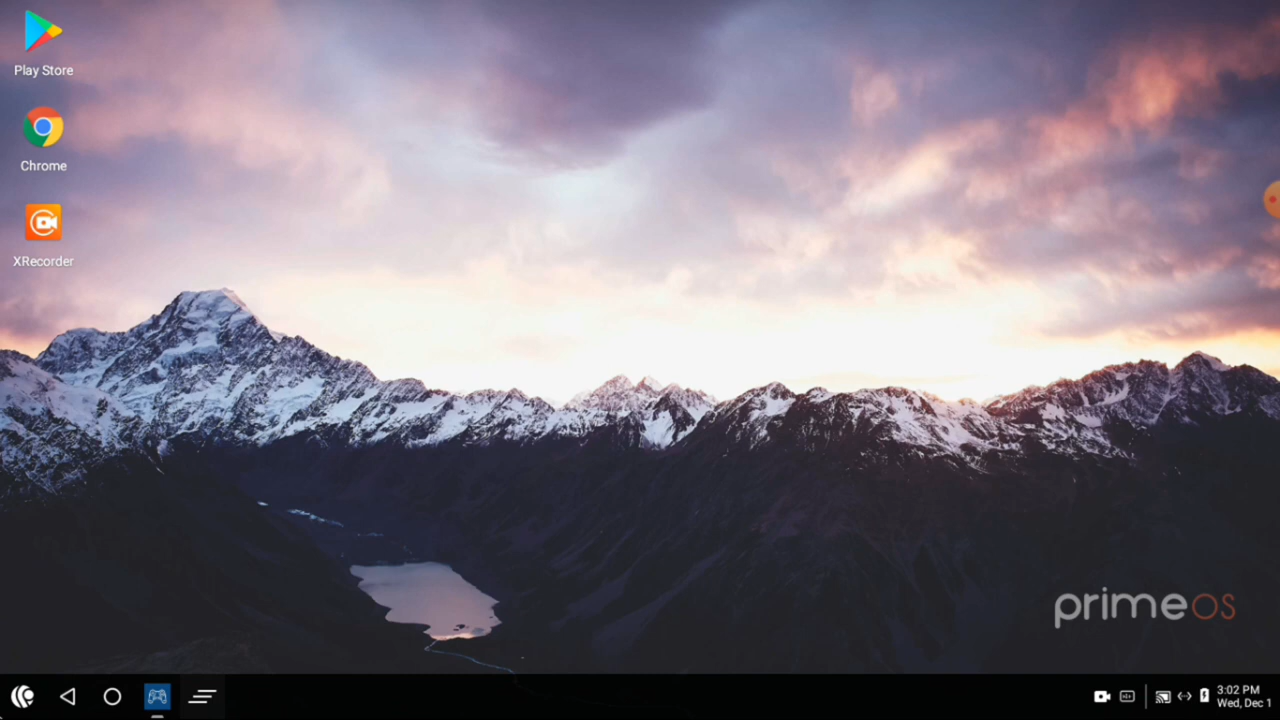 Play Store
Chrome
XRecorder
primeOS
3:02 PM
Wed, Dec 1